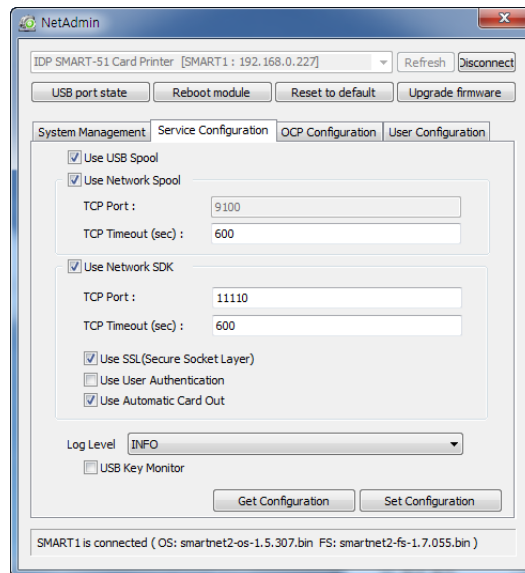 NetAdmin
IDP SMART-51 Card Printer [SMART1 : 192.168.0.227] Refresh Disconnect
USB port state Reboot module Reset to default Upgrade firmware
System Management Service Configuration OCP Configuration User Configuration
Use USB Spool
Use Network Spool
TCP Port : 9100
TCP Timeout (sec) : 600
Use Network SDK
TCP Port : 11110
TCP Timeout (sec) : 600
Use SSL(Secure Socket Layer)
Use User Authentication
Use Automatic Card Out
Log Level INFO
USB Key Monitor
Get Configuration Set Configuration
SMART1 is connected ( OS: smartnet2-os-1.5.307.bin FS: smartnet2-fs-1.7.055.bin )